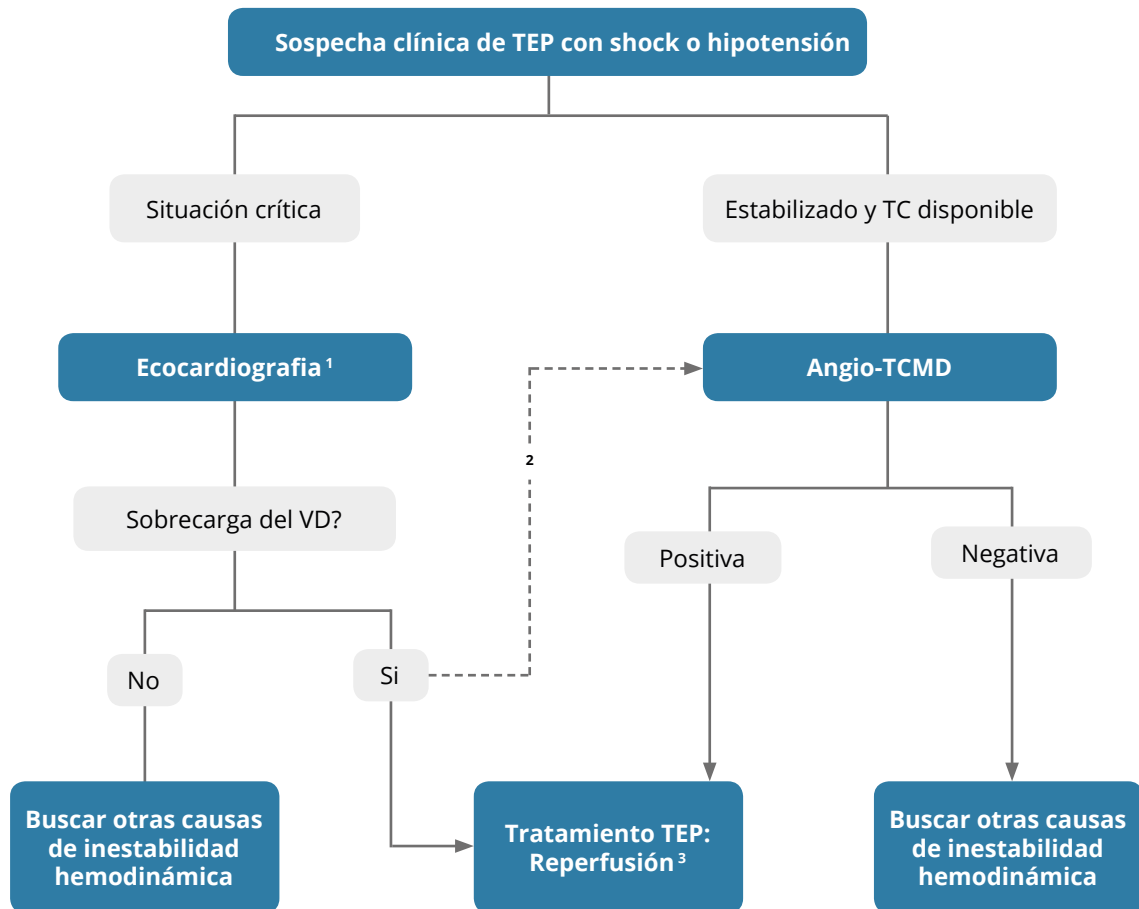 Sospecha clínica de TEP con shock o hipotensión
Situación crítica
Estabilizado y TC disponible
Ecocardiografia 1
Angio-TCMD
2
Sobrecarga del VD?
Positiva
Negativa
No
Si
Buscar otras causas
de inestabilidad
hemodinámica
Tratamiento TEP:
Reperfusión 3
Buscar otras causas
de inestabilidad
hemodinámica